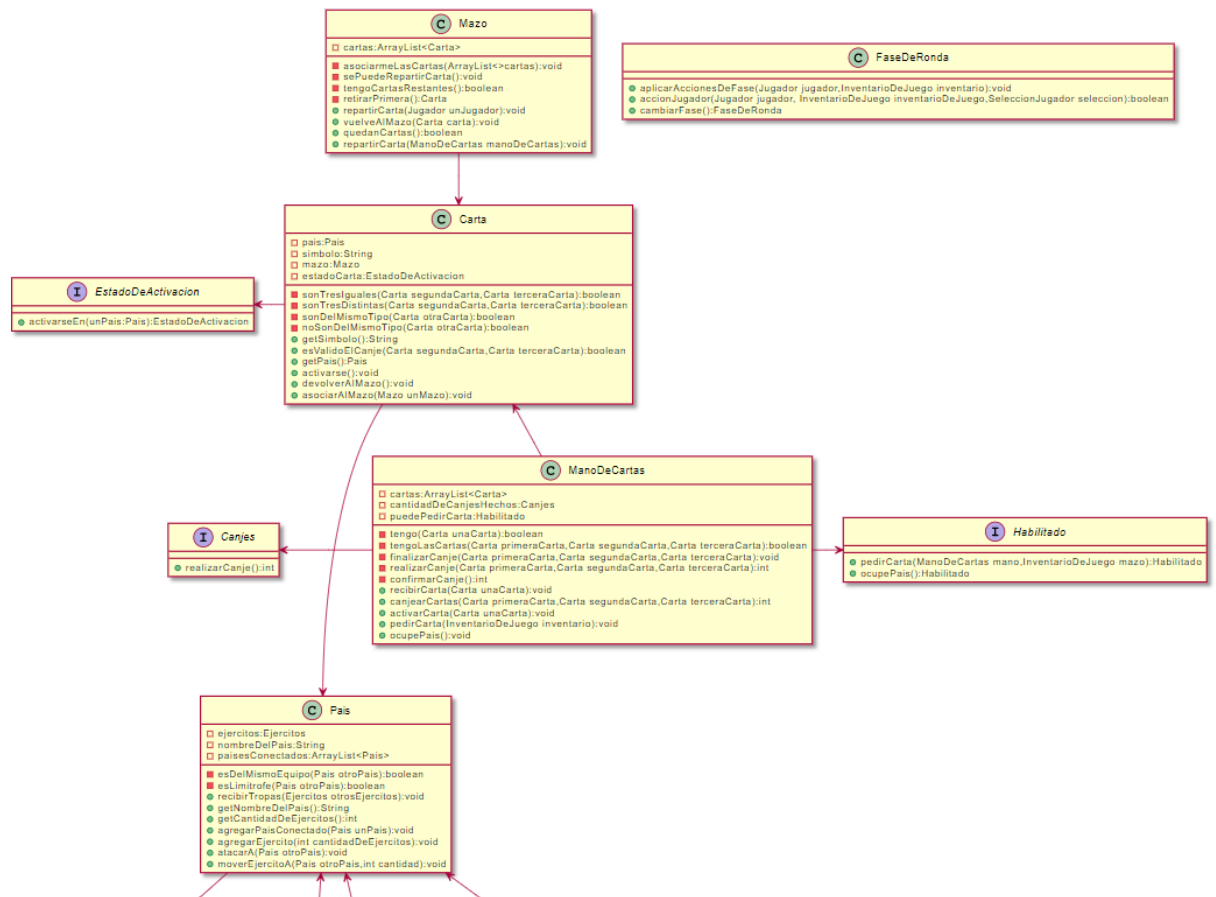 C Mazo
cartas:ArrayList<Carta>
asociarmeLasCartas(ArrayList<>cartas):void
sePuedeRepartirCarta():void
tengoCartasRestantes():boolean
retirarPrimera():Carta
repartirCarta(Jugador unJugador):void
vuelveAlMazo(Carta carta):void
quedanCartas():boolean
repartirCarta(ManoDeCartas manoDeCartas):void
C FaseDeRonda
aplicarAccionesDeFase(Jugador jugador,InventarioDeJuego inventario):void
accionJugador(Jugador jugador, InventarioDeJuego inventarioDeJuego,SeleccionJugador seleccion):boolean
cambiarFase():FaseDeRonda
C Carta
pais:Pais
simbolo:String
mazo:Mazo
estadoCarta:EstadoDeActivacion
sonTresIguales(Carta segundaCarta,Carta terceraCarta):boolean
sonTresDistintas(Carta segundaCarta,Carta terceraCarta):boolean
sonDelMismoTipo(Carta otraCarta):boolean
noSonDelMismoTipo(Carta otraCarta):boolean
getSimbolo():String
esValidoElCanje(Carta segundaCarta,Carta terceraCarta):boolean
getPais():Pais
activarse():void
devolverAlMazo():void
asociarAlMazo(Mazo unMazo):void
I EstadoDeActivacion
activarseEn(unPais:Pais):EstadoDeActivacion
C ManoDeCartas
cartas:ArrayList<Carta>
cantidadDeCanjesHechos:Canjes
puedePedirCarta:Habilitado
tengo(Carta unaCarta):boolean
tengoLasCartas(Carta primeraCarta,Carta segundaCarta,Carta terceraCarta):boolean
finalizarCanje(Carta primeraCarta,Carta segundaCarta,Carta terceraCarta):void
realizarCanje(Carta primeraCarta,Carta segundaCarta,Carta terceraCarta):int
confirmarCanje():int
recibirCarta(Carta unaCarta):void
canjearCartas(Carta primeraCarta,Carta segundaCarta,Carta terceraCarta):int
activarCarta(Carta unaCarta):void
pedirCarta(InventarioDeJuego inventario):void
ocupePais():void
I Canjes
realizarCanje():int
I Habilitado
pedirCarta(ManoDeCartas mano,InventarioDeJuego mazo):Habilitado
ocupePais():Habilitado
C Pais
ejercitos:Ejercitos
nombreDelPais:String
paisesConectados:ArrayList<Pais>
esDelMismoEquipo(Pais otroPais):boolean
esLimitrofe(Pais otroPais):boolean
recibirTropas(Ejercitos otrosEjercitos):void
getNombreDelPais():String
getCantidadDeEjercitos():int
agregarPaisConectado(Pais unPais):void
agregarEjercito(int cantidadDeEjercitos):void
atacarA(Pais otroPais):void
moverEjercitoA(Pais otroPais,int cantidad):void